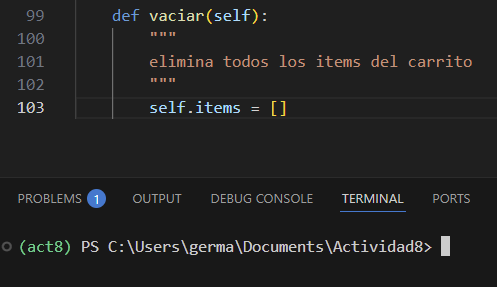 99 def vaciar(self):
100 """
101 elimina todos los items del carrito
102 """
103 self.items = []
PROBLEMS 1 OUTPUT DEBUG CONSOLE TERMINAL PORTS
(act8) PS C:\Users\germa\Documents\Actividad8>